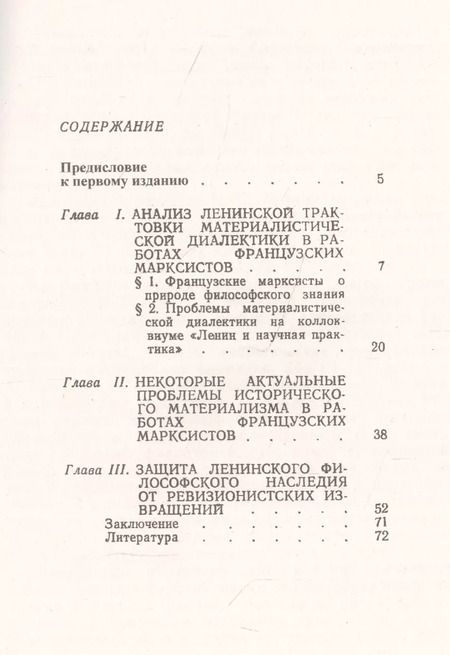 СОДЕРЖАНИЕ
Предисловие
к первому изданию . . . . . . . 5
Глава I. АНАЛИЗ ЛЕНИНСКОЙ ТРАК-
ТОВКИ МАТЕРИАЛИСТИЧЕ-
СКОЙ ДИАЛЕКТИКИ В РА-
БОТАХ ФРАНЦУЗСКИХ
МАРКСИСТОВ . . . . . 7
§ 1. Французские марксисты о
природе философского знания
§ 2. Проблемы материалистиче-
ской диалектики на коллок-
виуме «Ленин и научная прак-
тика» . . . . . . . 20
Глава II. НЕКОТОРЫЕ АКТУАЛЬНЫЕ
ПРОБЛЕМЫ ИСТОРИЧЕСКО-
ГО МАТЕРИАЛИЗМА В РА-
БОТАХ ФРАНЦУЗСКИХ
МАРКСИСТОВ . . . . . 38
Глава III. ЗАЩИТА ЛЕНИНСКОГО ФИ-
ЛОСОФСКОГО НАСЛЕДИЯ
ОТ РЕВИЗИОНИСТСКИХ ИЗ-
ВРАЩЕНИЙ . . . . . 52
Заключение . . . . . . . 71
Литература . . . . . . . 72